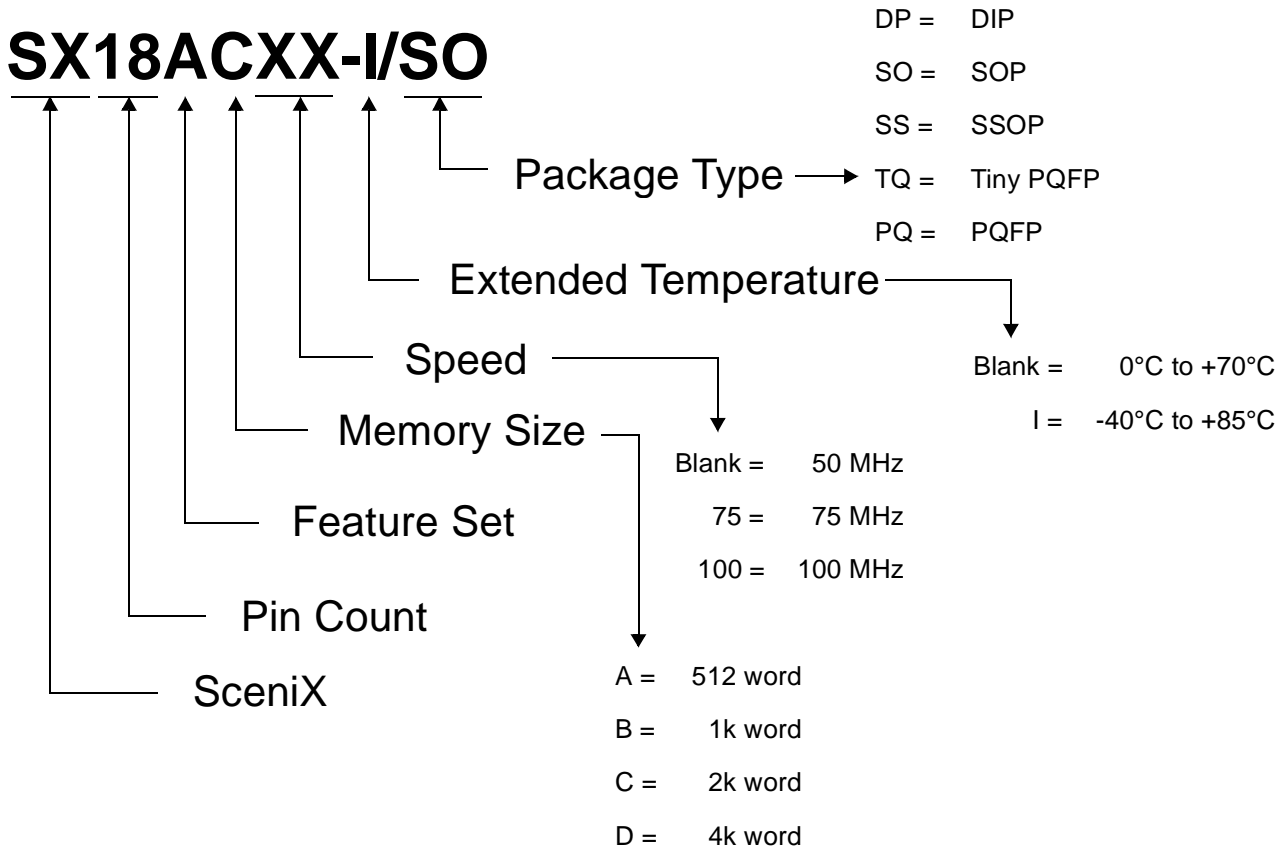 SX18ACXX-I/SO
DP = DIP
SO = SOP
SS = SSOP
Package Type
TQ = Tiny PQFP
PQ = PQFP
Extended Temperature
Blank = 0°C to +70°C
I = -40°C to +85°C
Speed
Blank = 50 MHz
75 = 75 MHz
100 = 100 MHz
Memory Size
A = 512 word
B = 1k word
C = 2k word
D = 4k word
Feature Set
Pin Count
SceniX